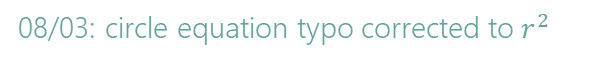 08/03: circle equation typo corrected to r²